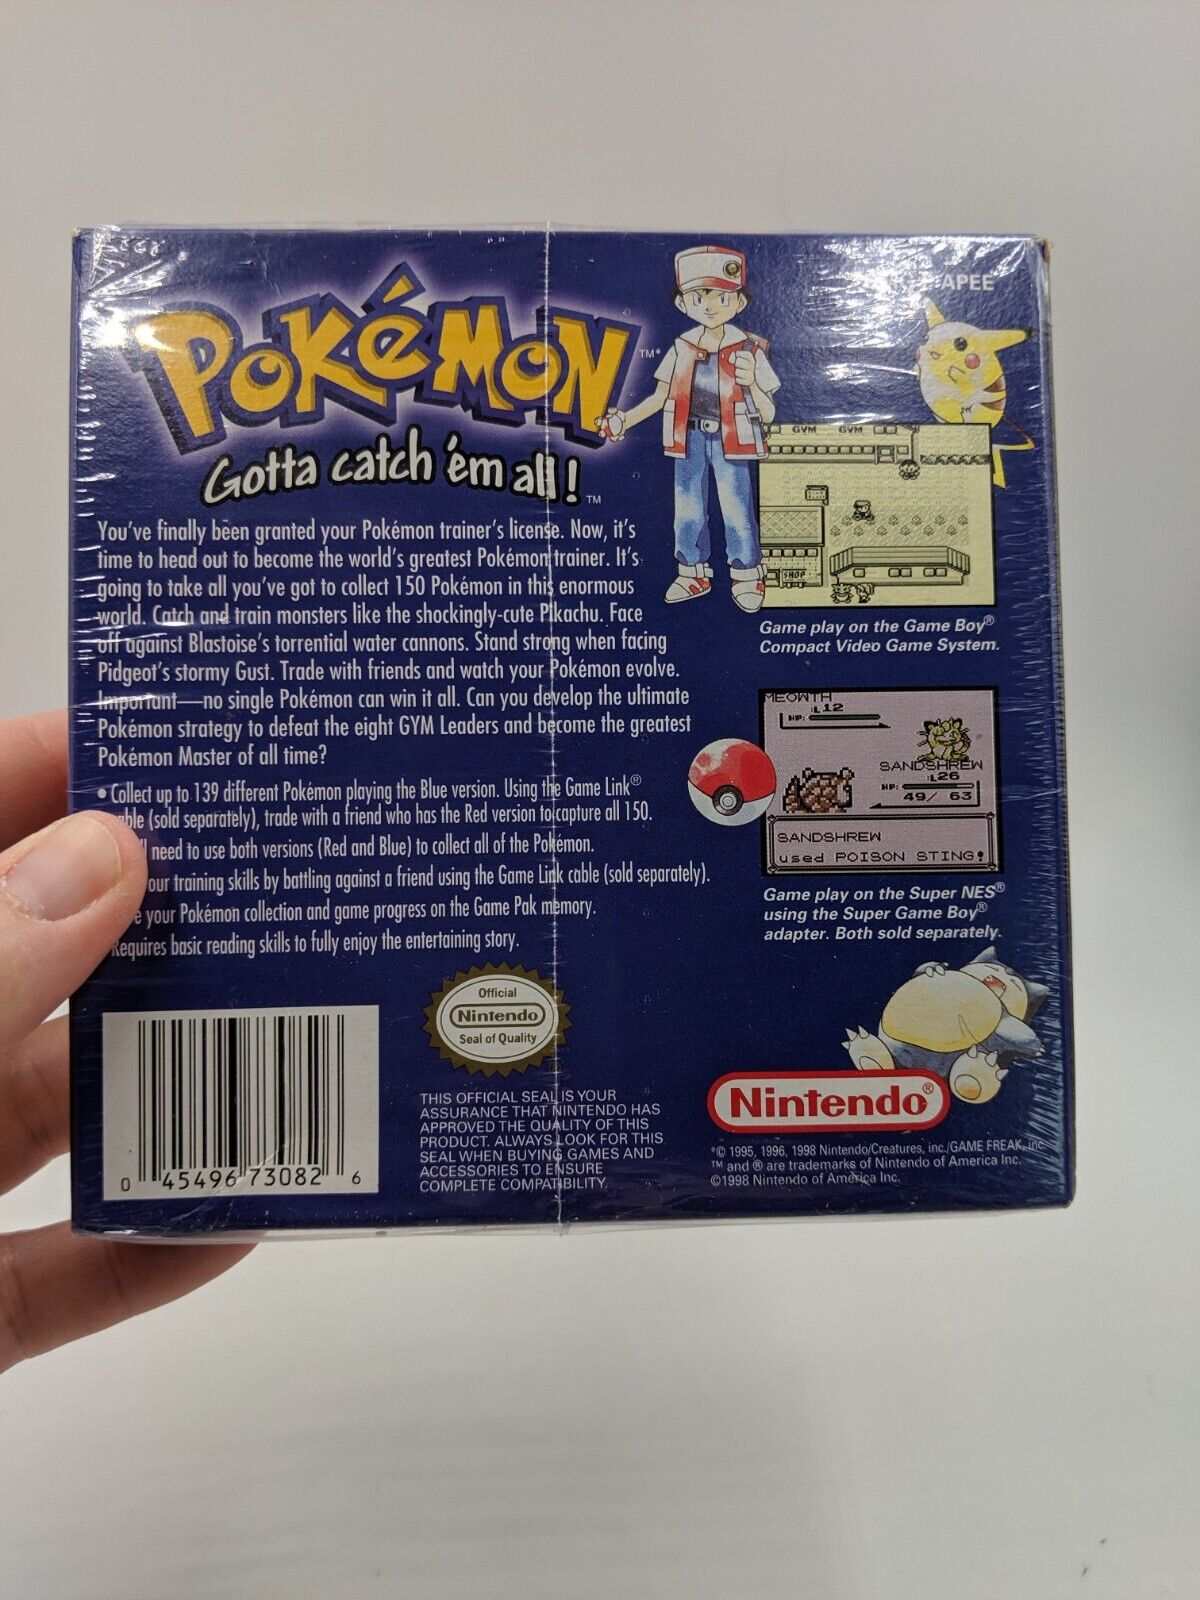 POKéMON TM*
Gotta catch 'em all! TM
APEE
You've finally been granted your Pokémon trainer's license. Now, it's
time to head out to become the world's greatest Pokémon trainer. It's
going to take all you've got to collect 150 Pokémon in this enormous
world. Catch and train monsters like the shockingly-cute Pikachu. Face
off against Blastoise's torrential water cannons. Stand strong when facing
Pidgeot's stormy Gust. Trade with friends and watch your Pokémon evolve.
Important—no single Pokémon can win it all. Can you develop the ultimate
Pokémon strategy to defeat the eight GYM Leaders and become the greatest
Pokémon Master of all time?
• Collect up to 139 different Pokémon playing the Blue version. Using the Game Link®
able (sold separately), trade with a friend who has the Red version to capture all 150.
need to use both versions (Red and Blue) to collect all of the Pokémon.
our training skills by battling against a friend using the Game Link cable (sold separately).
e your Pokémon collection and game progress on the Game Pak memory.
Requires basic reading skills to fully enjoy the entertaining story.
GYM GYM
SHOP
Game play on the Game Boy®
Compact Video Game System.
MEOWTH
:L12
HP:
SANDSHREW
:L26
HP:
49/ 63
SANDSHREW
used POISON STING!
Game play on the Super NES®
using the Super Game Boy®
adapter. Both sold separately.
Official
Nintendo
Seal of Quality
THIS OFFICIAL SEAL IS YOUR
ASSURANCE THAT NINTENDO HAS
APPROVED THE QUALITY OF THIS
PRODUCT. ALWAYS LOOK FOR THIS
SEAL WHEN BUYING GAMES AND
ACCESSORIES TO ENSURE
COMPLETE COMPATIBILITY.
0 45496 73082 6
Nintendo®
*© 1995, 1996, 1998 Nintendo/Creatures, inc./GAME FREAK, inc.
TM and ® are trademarks of Nintendo of America Inc.
©1998 Nintendo of America Inc.